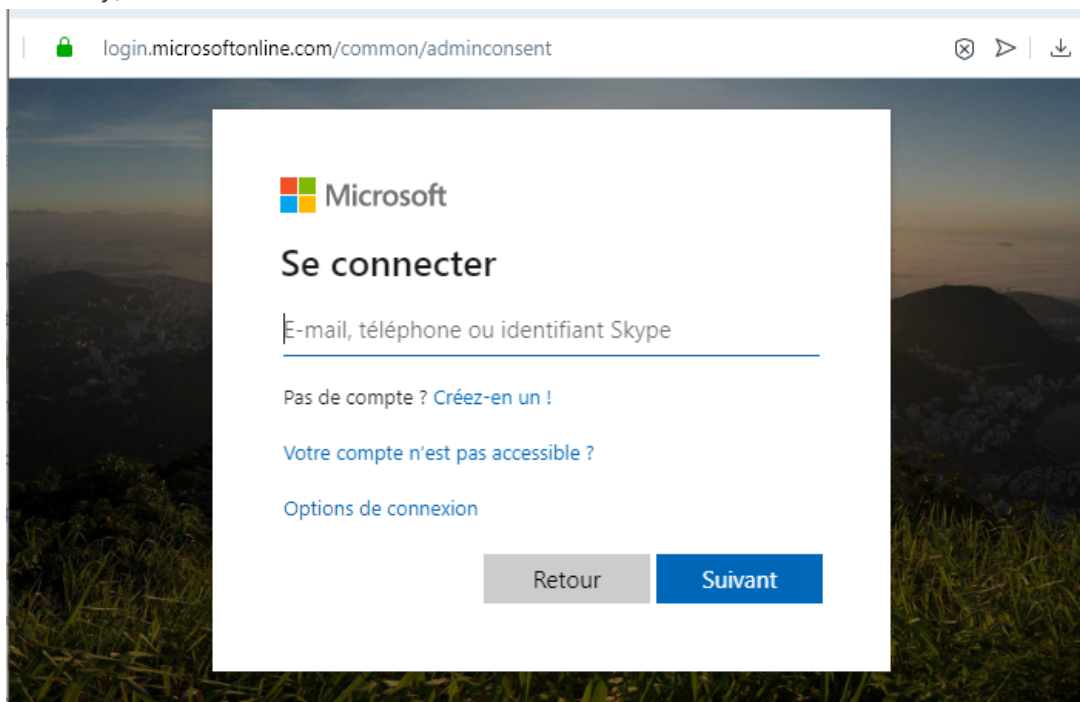 login.microsoftonline.com/common/adminconsent
Microsoft
Se connecter
E-mail, téléphone ou identifiant Skype
Pas de compte ? Créez-en un !
Votre compte n'est pas accessible ?
Options de connexion
Retour Suivant